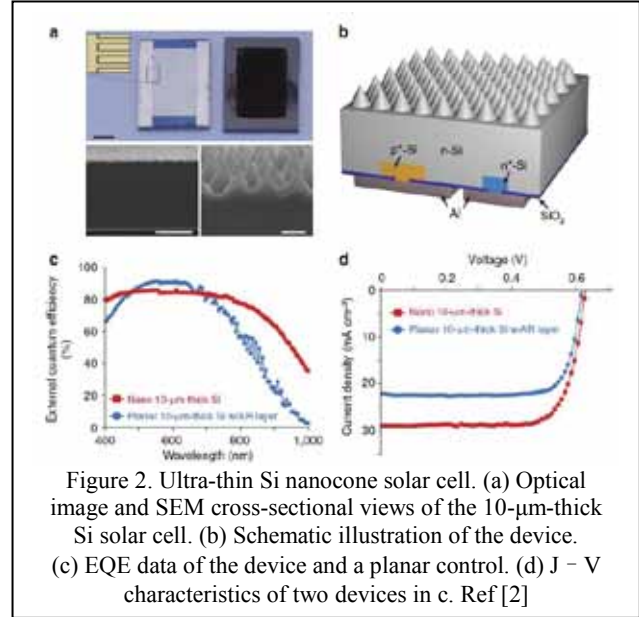 a
b
p+-Si
n-Si
n+-Si
Al
SiO2
c
d
100
80
60
40
20
0
External quantum efficiency
(%)
Nano 10-μm-thick Si
Planar 10-μm-thick Si w/AR layer
400
600
800
1,000
Wavelength (nm)
Voltage (V)
0
0.2
0.4
0.6
0
10
20
30
Current density (mA cm−2)
Nano 10-μm-thick Si
Planar 10-μm-thick Si w/AR layer
Figure 2. Ultra-thin Si nanocone solar cell. (a) Optical
image and SEM cross-sectional views of the 10-μm-thick
Si solar cell. (b) Schematic illustration of the device.
(c) EQE data of the device and a planar control. (d) J – V
characteristics of two devices in c. Ref [2]